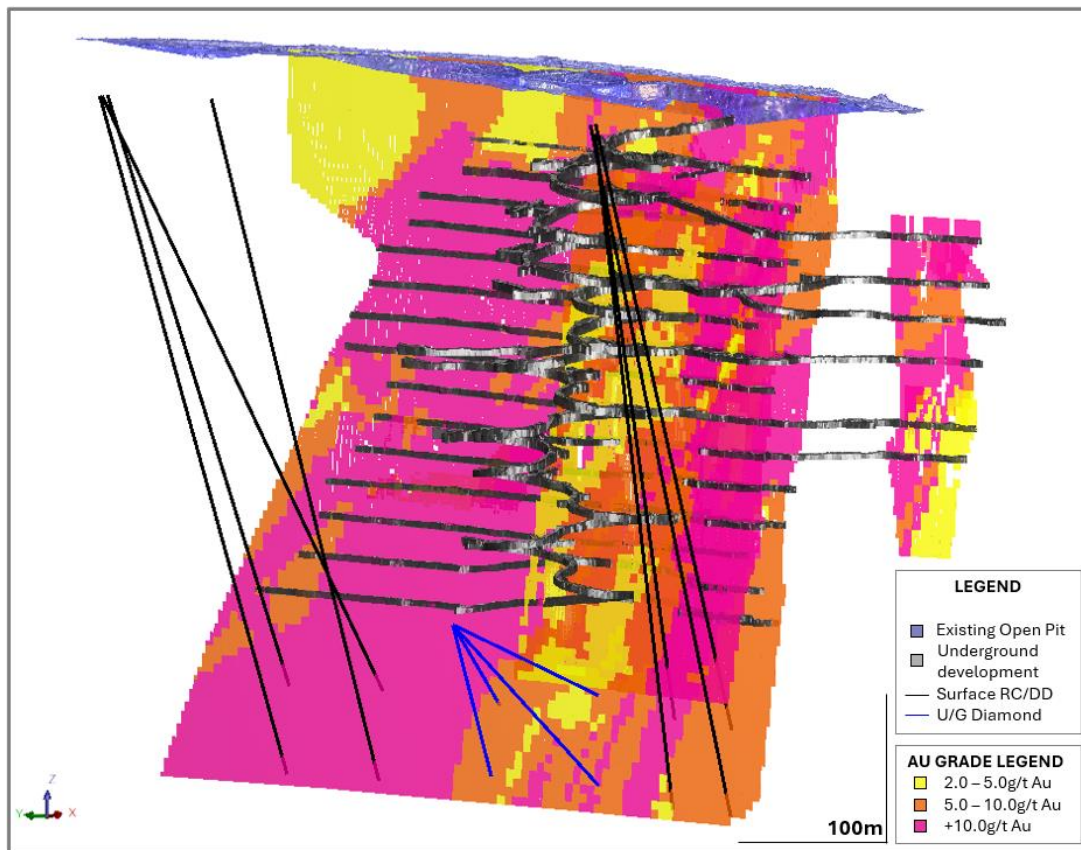 LEGEND
Existing Open Pit
Underground
development
Surface RC/DD
U/G Diamond
AU GRADE LEGEND
2.0 – 5.0g/t Au
5.0 – 10.0g/t Au
+10.0g/t Au
100m
Z
Y
X